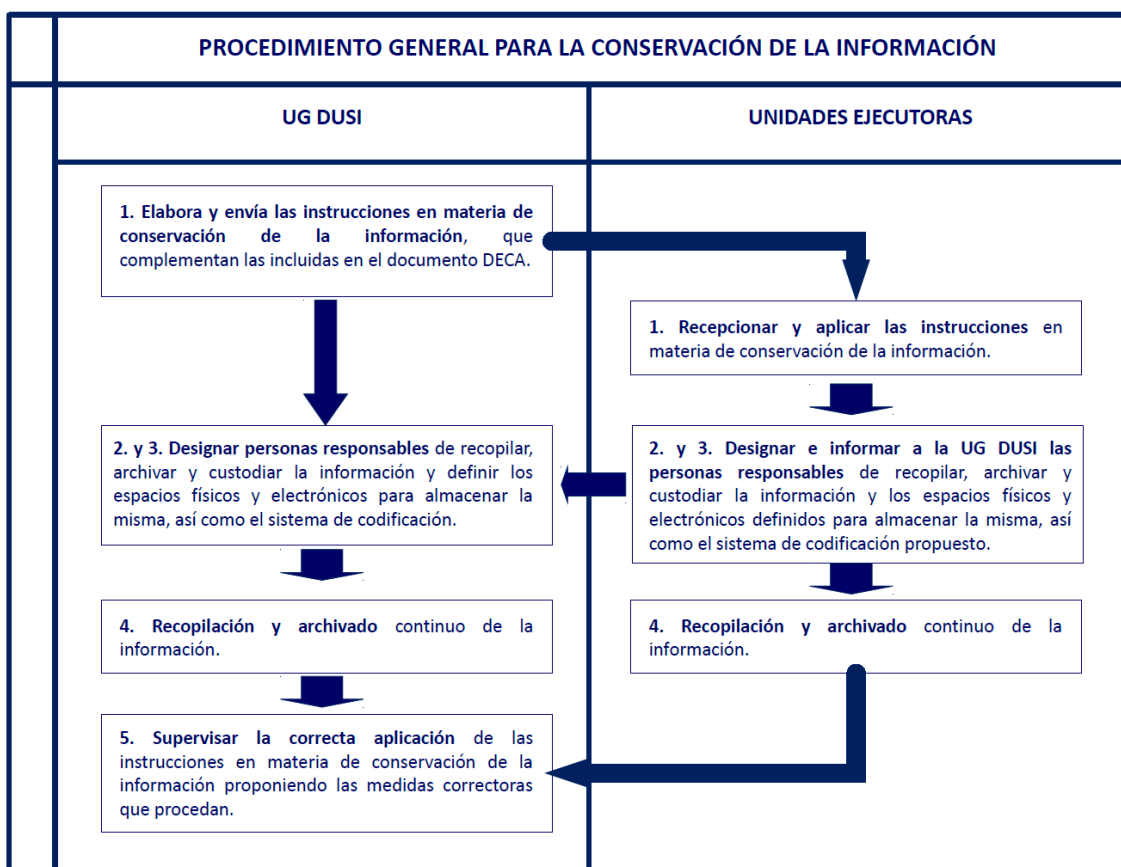 PROCEDIMIENTO GENERAL PARA LA CONSERVACIÓN DE LA INFORMACIÓN
UG DUSI
UNIDADES EJECUTORAS
1. Elabora y envía las instrucciones en materia de
conservación de la información, que
complementan las incluidas en el documento DECA.
1. Recepcionar y aplicar las instrucciones en
materia de conservación de la información.
2. y 3. Designar personas responsables de recopilar,
archivar y custodiar la información y definir los
espacios físicos y electrónicos para almacenar la
misma, así como el sistema de codificación.
2. y 3. Designar e informar a la UG DUSI las
personas responsables de recopilar, archivar y
custodiar la información y los espacios físicos y
electrónicos definidos para almacenar la misma, así
como el sistema de codificación propuesto.
4. Recopilación y archivado continuo de la
información.
4. Recopilación y archivado continuo de la
información.
5. Supervisar la correcta aplicación de las
instrucciones en materia de conservación de la
información proponiendo las medidas correctoras
que procedan.